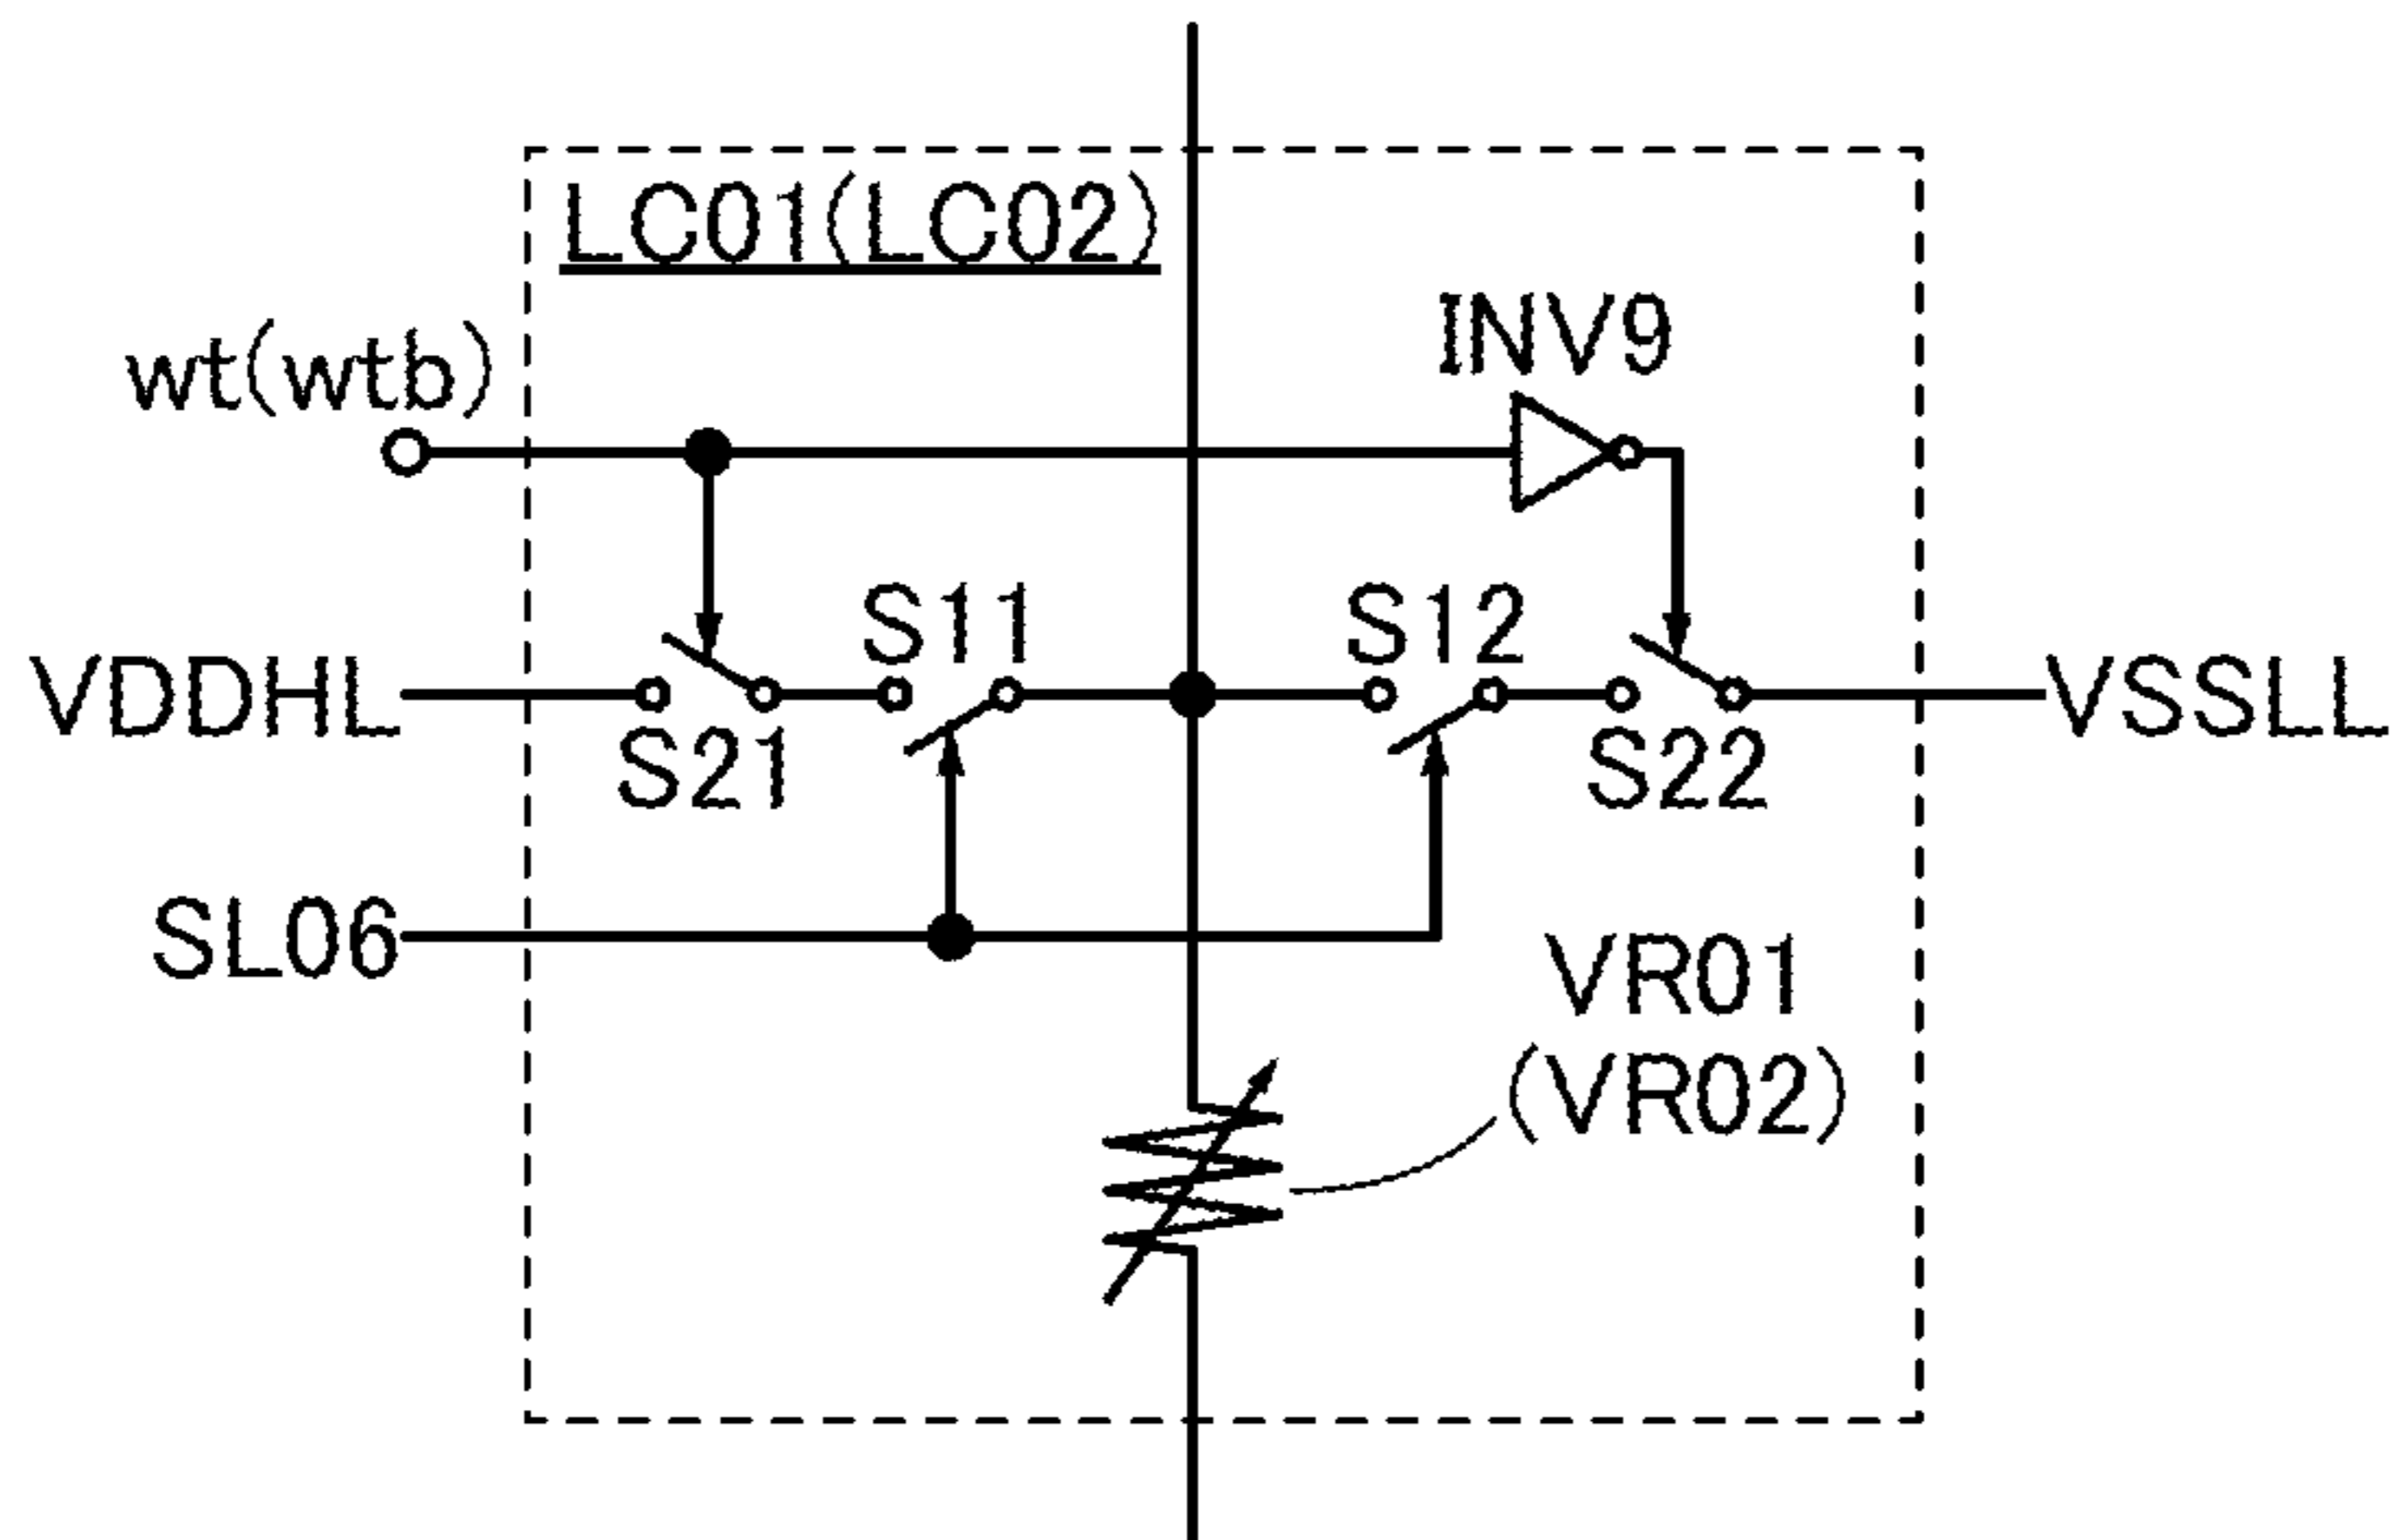 LC01(LC02)
INV9
wt(wtb)
S11
S12
VDDHL
VSSLL
S21
S22
SL06
VR01
(VR02)